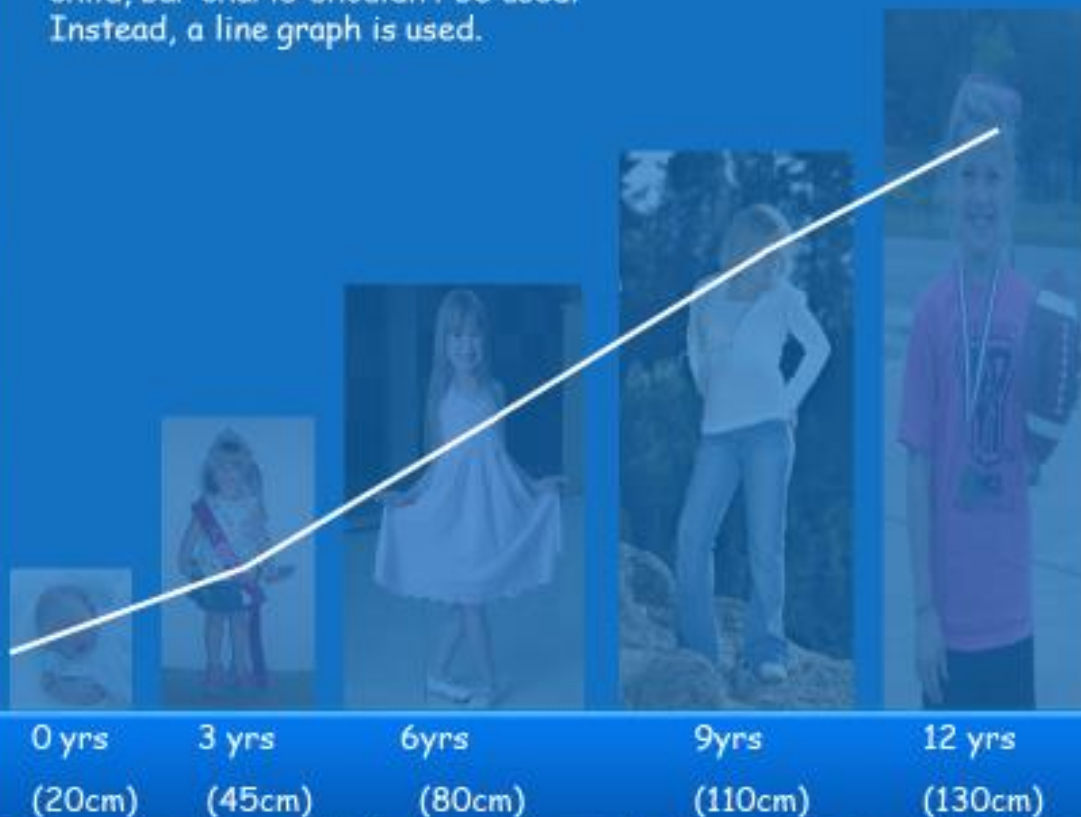 Instead, a line graph is used.
0 yrs 3 yrs 6yrs 9yrs 12 yrs
(20cm) (45cm) (80cm) (110cm) (130cm)